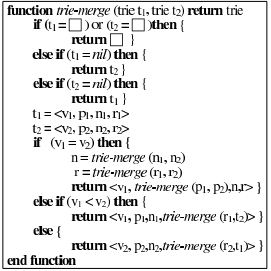 function trie-merge (trie t1, trie t2) return trie
if (t1 = □ ) or (t2 = □ )then {
return □ }
else if (t1 = nil) then {
return t2 }
else if (t2 = nil) then {
return t1 }
t1 = <v1, p1, n1, r1>
t2 = <v2, p2, n2, r2>
if (v1 = v2) then {
n = trie-merge (n1, n2)
r = trie-merge (r1, r2)
return <v1, trie-merge (p1, p2),n,r> }
else if (v1 < v2) then {
return <v1, p1,n1,trie-merge (r1,t2)> }
else {
return <v2, p2,n2,trie-merge (r2,t1)> }
end function